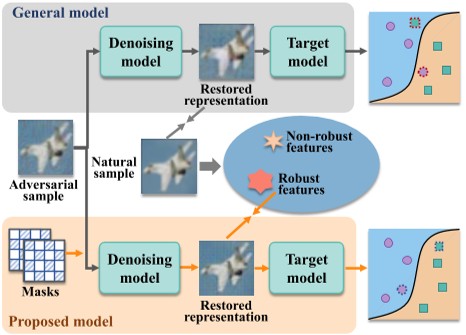 General model
Denoising
model
Target
model
Restored
representation
Adversarial
sample
Natural
sample
Non-robust
features
Robust
features
Masks
Denoising
model
Target
model
Restored
representation
Proposed model